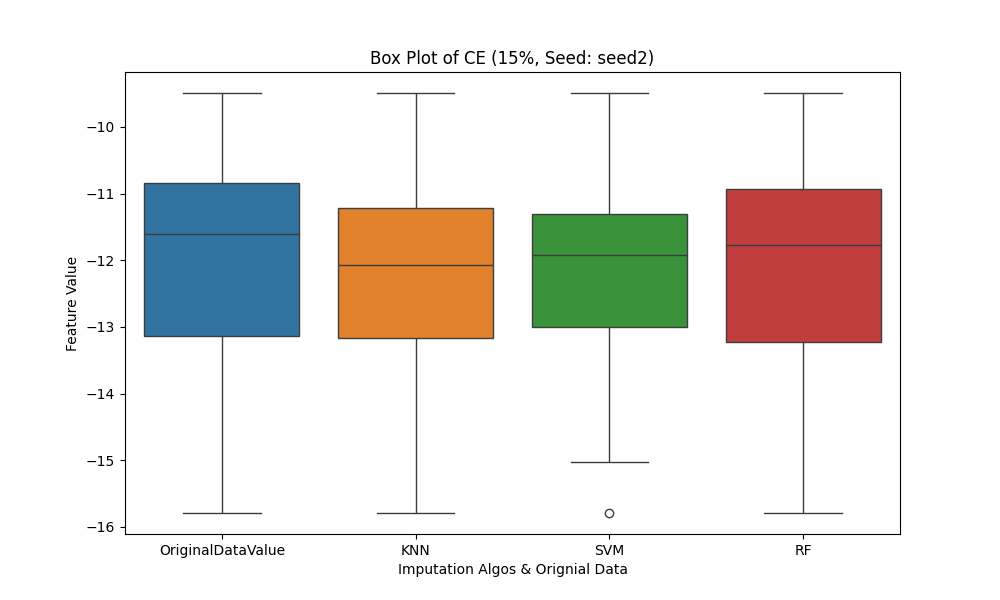 Box Plot of CE (15%, Seed: seed2)
Feature Value
−10
−11
−12
−13
−14
−15
−16
OriginalDataValue
KNN
SVM
RF
Imputation Algos & Orignial Data